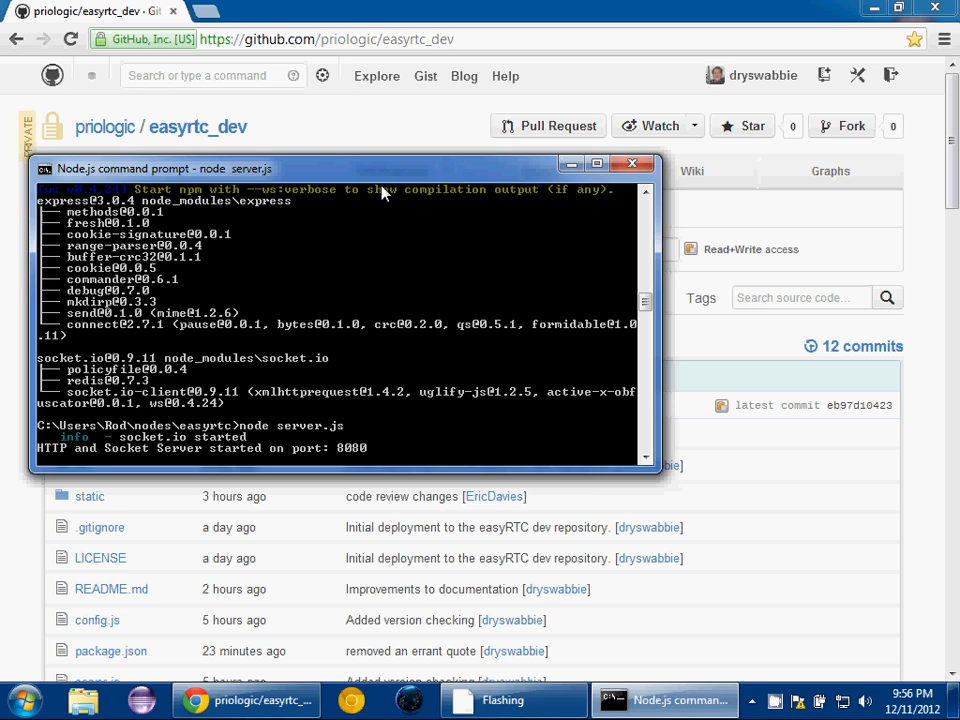 priologic/easyrtc_dev · Git
GitHub, Inc. [US]
https://github.com/priologic/easyrtc_dev
Search or type a command
Explore
Gist
Blog
Help
dryswabbie
PRIVATE
priologic / easyrtc_dev
Pull Request
Watch
Star
0
Fork
0
Node.js command prompt - node server.js
Wiki
Graphs
[ws v0.4.24] Start npm with --ws:verbose to show compilation output (if any).
express@3.0.4 node_modules\express
├── methods@0.0.1
├── fresh@0.1.0
├── cookie-signature@0.0.1
├── range-parser@0.0.4
├── buffer-crc32@0.1.1
├── cookie@0.0.5
├── commander@0.6.1
├── debug@0.7.0
├── mkdirp@0.3.3
├── send@0.1.0 (mime@1.2.6)
└── connect@2.7.1 (pause@0.0.1, bytes@0.1.0, crc@0.2.0, qs@0.5.1, formidable@1.0
.11)
socket.io@0.9.11 node_modules\socket.io
├── policyfile@0.0.4
├── redis@0.7.3
└── socket.io-client@0.9.11 (xmlhttprequest@1.4.2, uglify-js@1.2.5, active-x-obf
uscator@0.0.1, ws@0.4.24)
C:\Users\Rod\nodes\easyrtc>node server.js
info - socket.io started
HTTP and Socket Server started on port: 8080
Read+Write access
Tags
Search source code...
12 commits
latest commit eb97d10423
bie]
static
3 hours ago
code review changes [EricDavies]
.gitignore
a day ago
Initial deployment to the easyRTC dev repository. [dryswabbie]
LICENSE
a day ago
Initial deployment to the easyRTC dev repository. [dryswabbie]
README.md
2 hours ago
Improvements to documentation [dryswabbie]
config.js
5 hours ago
Added version checking [dryswabbie]
package.json
23 minutes ago
removed an errant quote [dryswabbie]
server.js
5 hours ago
Added version checking [dryswabbie]
priologic/easyrtc_...
Flashing
Node.js comman...
9:56 PM
12/11/2012